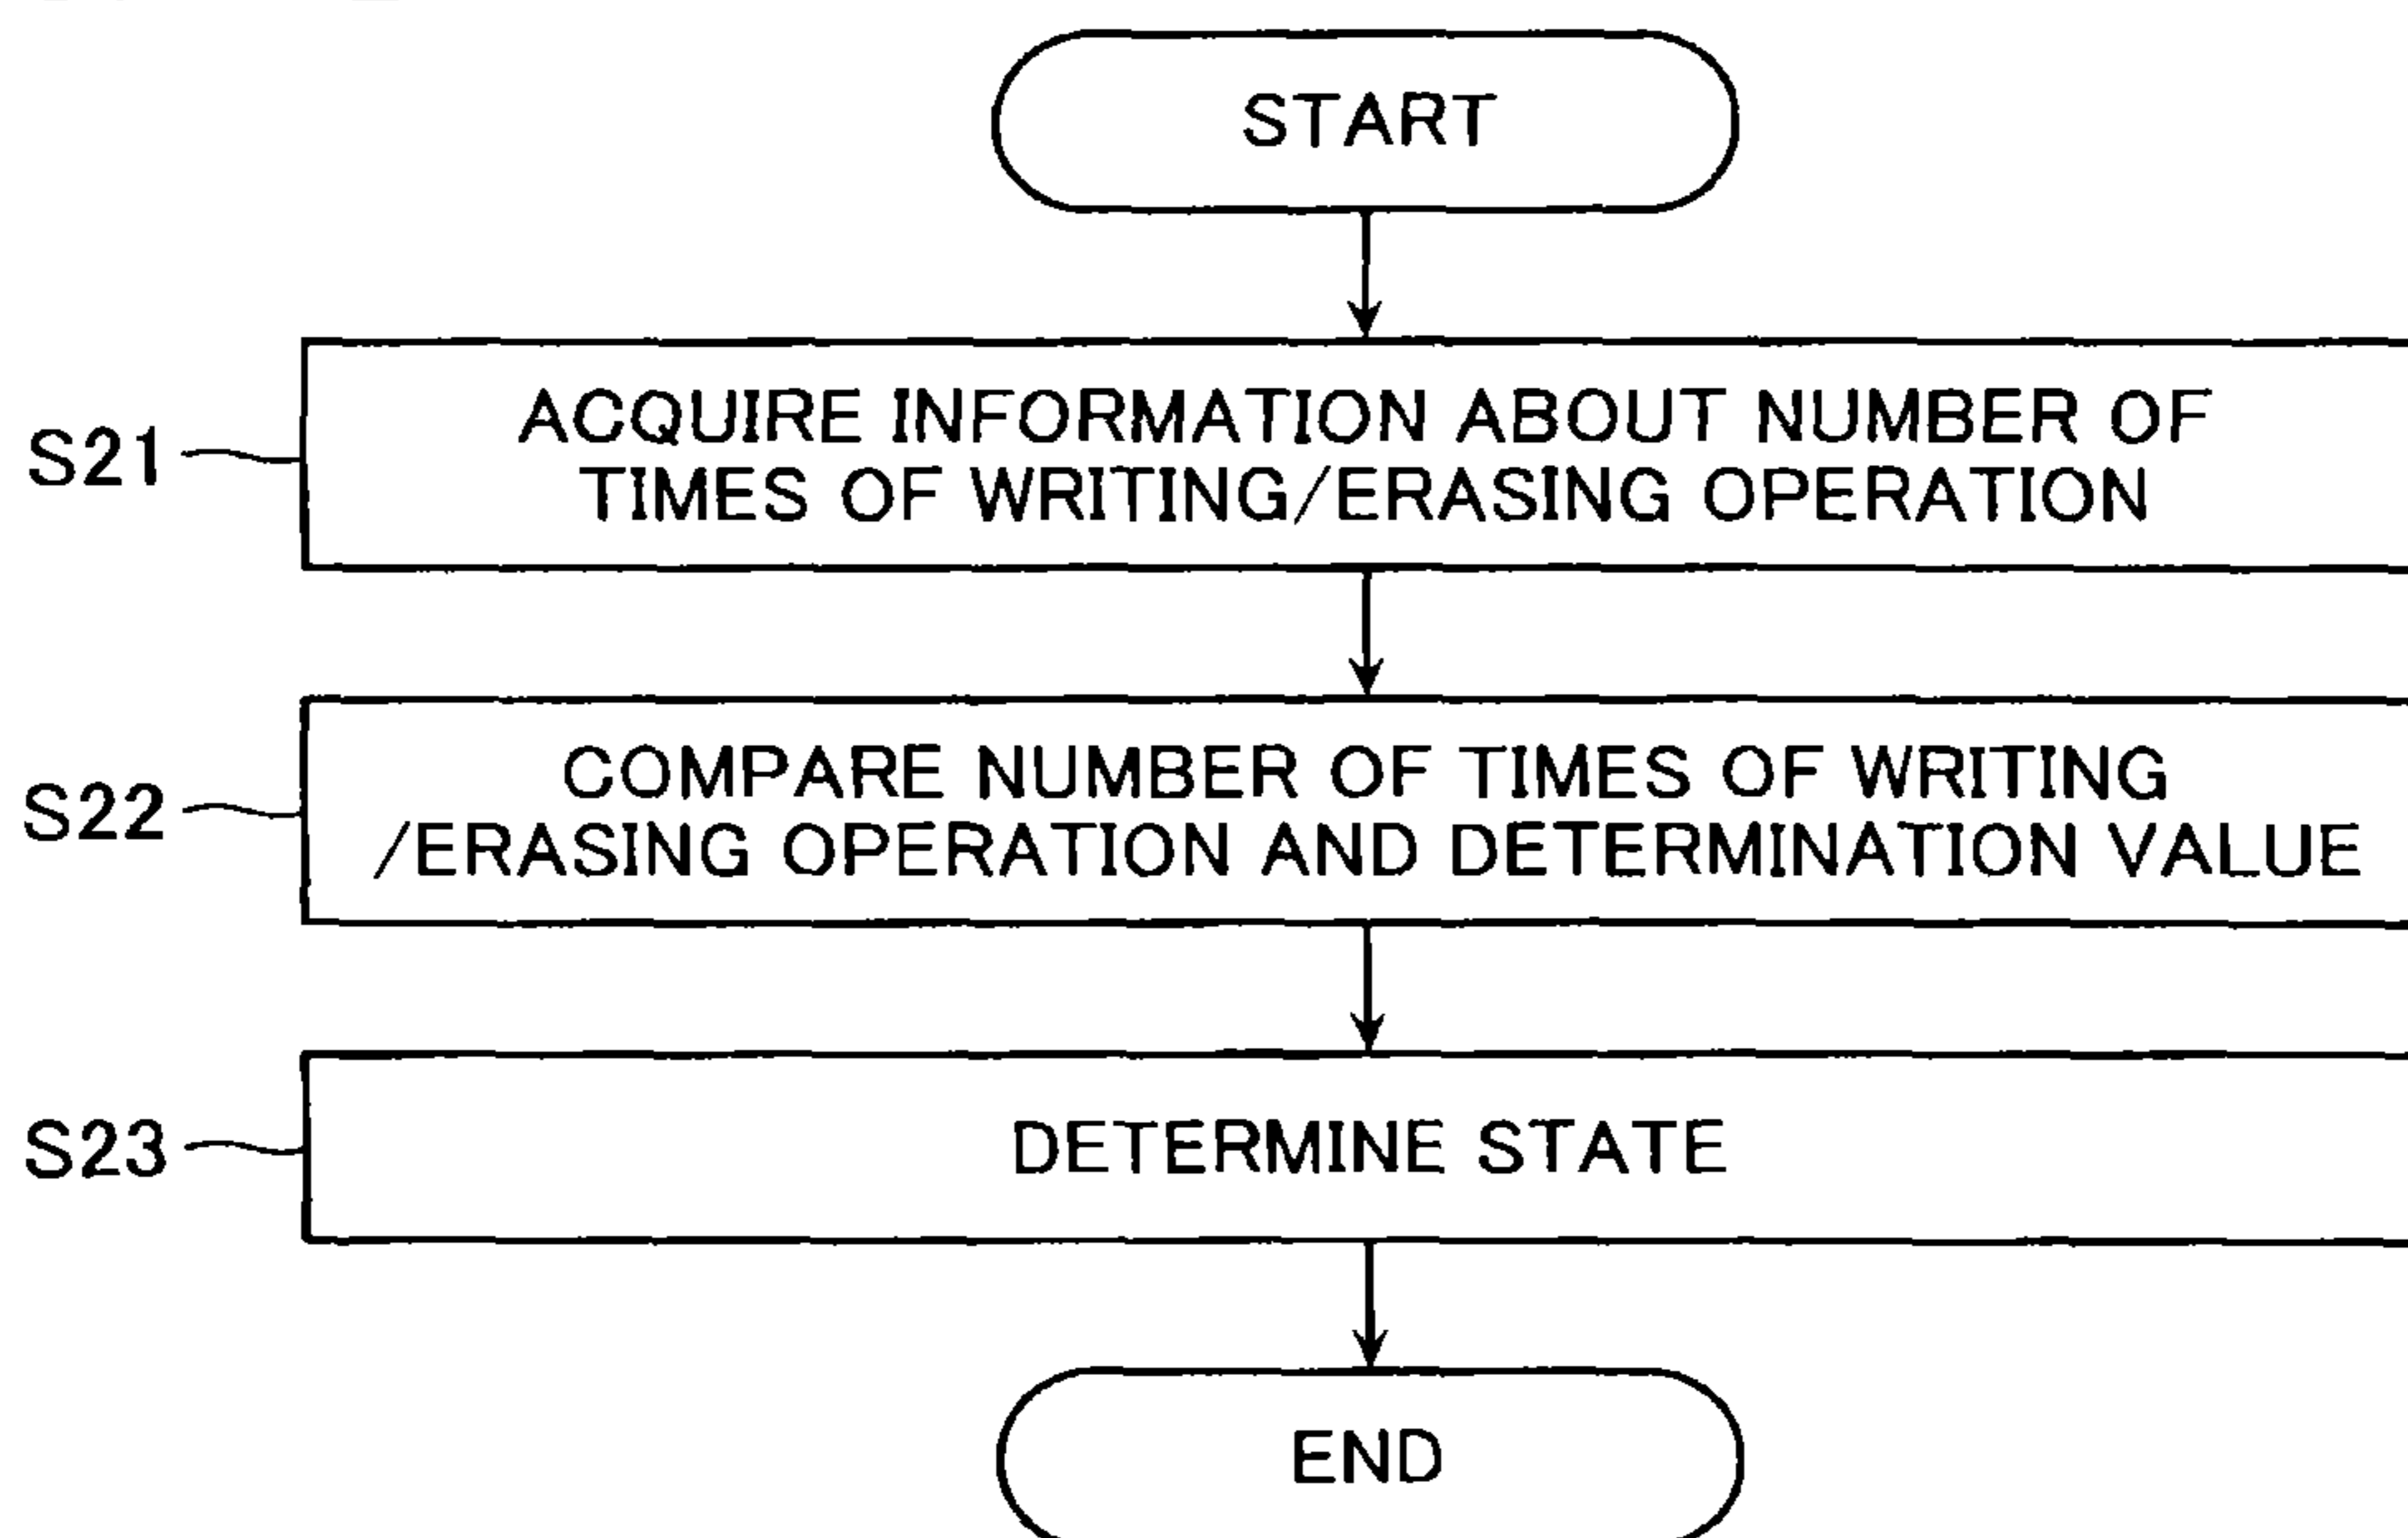 START
S21
ACQUIRE INFORMATION ABOUT NUMBER OF
TIMES OF WRITING/ERASING OPERATION
S22
COMPARE NUMBER OF TIMES OF WRITING
/ERASING OPERATION AND DETERMINATION VALUE
S23
DETERMINE STATE
END